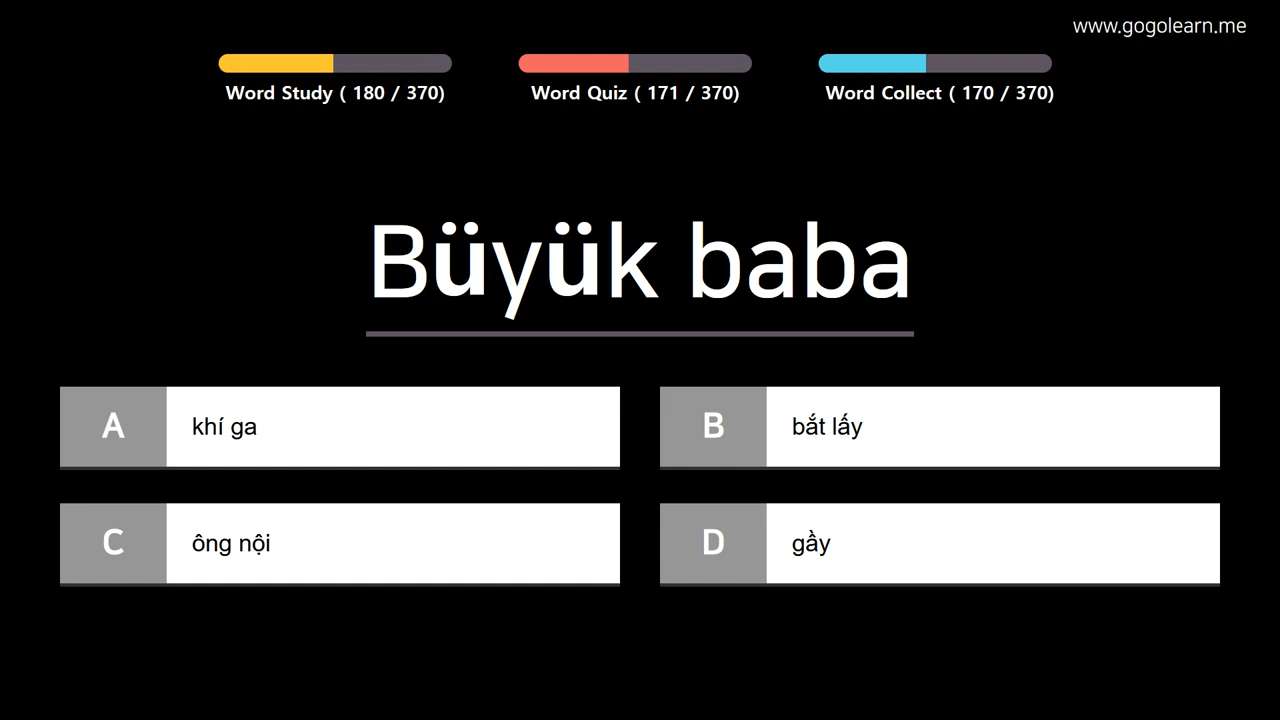 www.gogolearn.me
Word Study ( 180 / 370)
Word Quiz ( 171 / 370)
Word Collect ( 170 / 370)
Büyük baba
A khí ga
B bắt lấy
C ông nội
D gầy